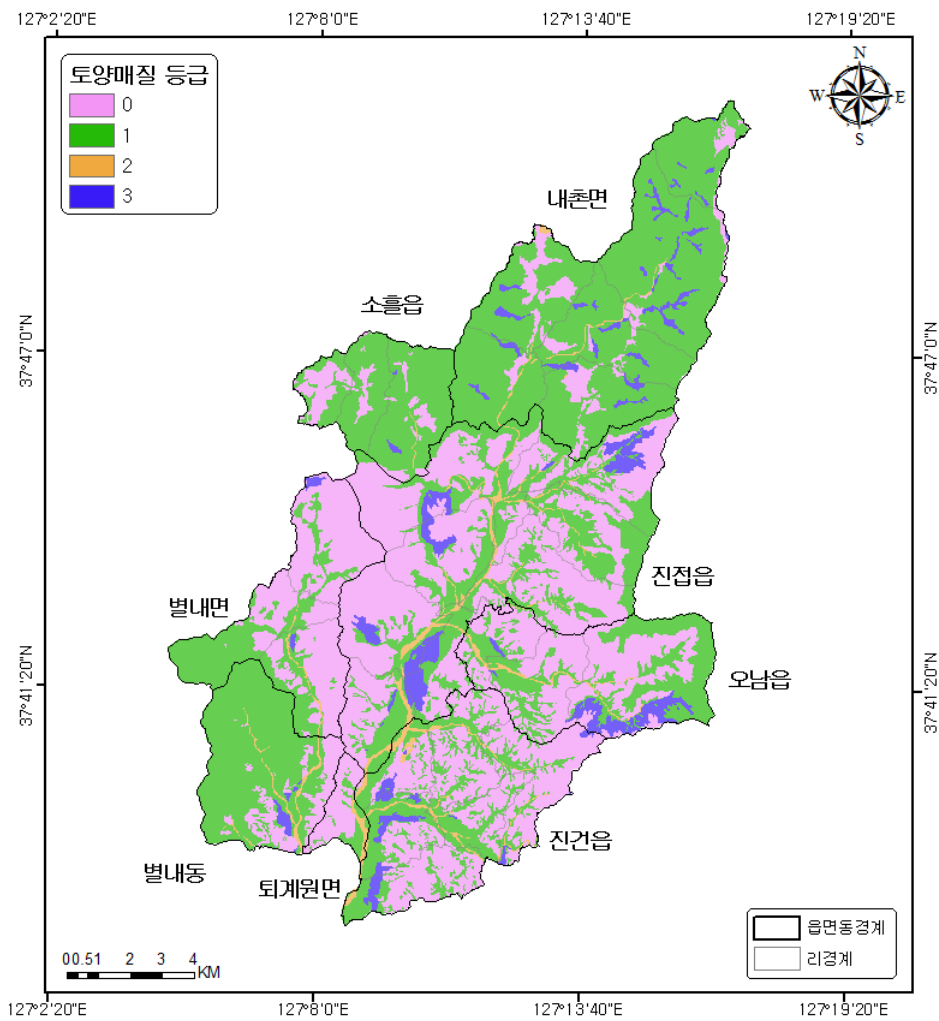 127°2'20"E 127°8'0"E 127°13'40"E 127°19'20"E
토양매질 등급
0
1
2
3
N
W E
S
내촌면
소흘읍
37°47'0"N 37°47'0"N
진접읍
별내면
오남읍
37°41'20"N 37°41'20"N
진건읍
별내동
퇴계원면
읍면동경계
리경계
00.51 2 3 4
KM
127°2'20"E 127°8'0"E 127°13'40"E 127°19'20"E